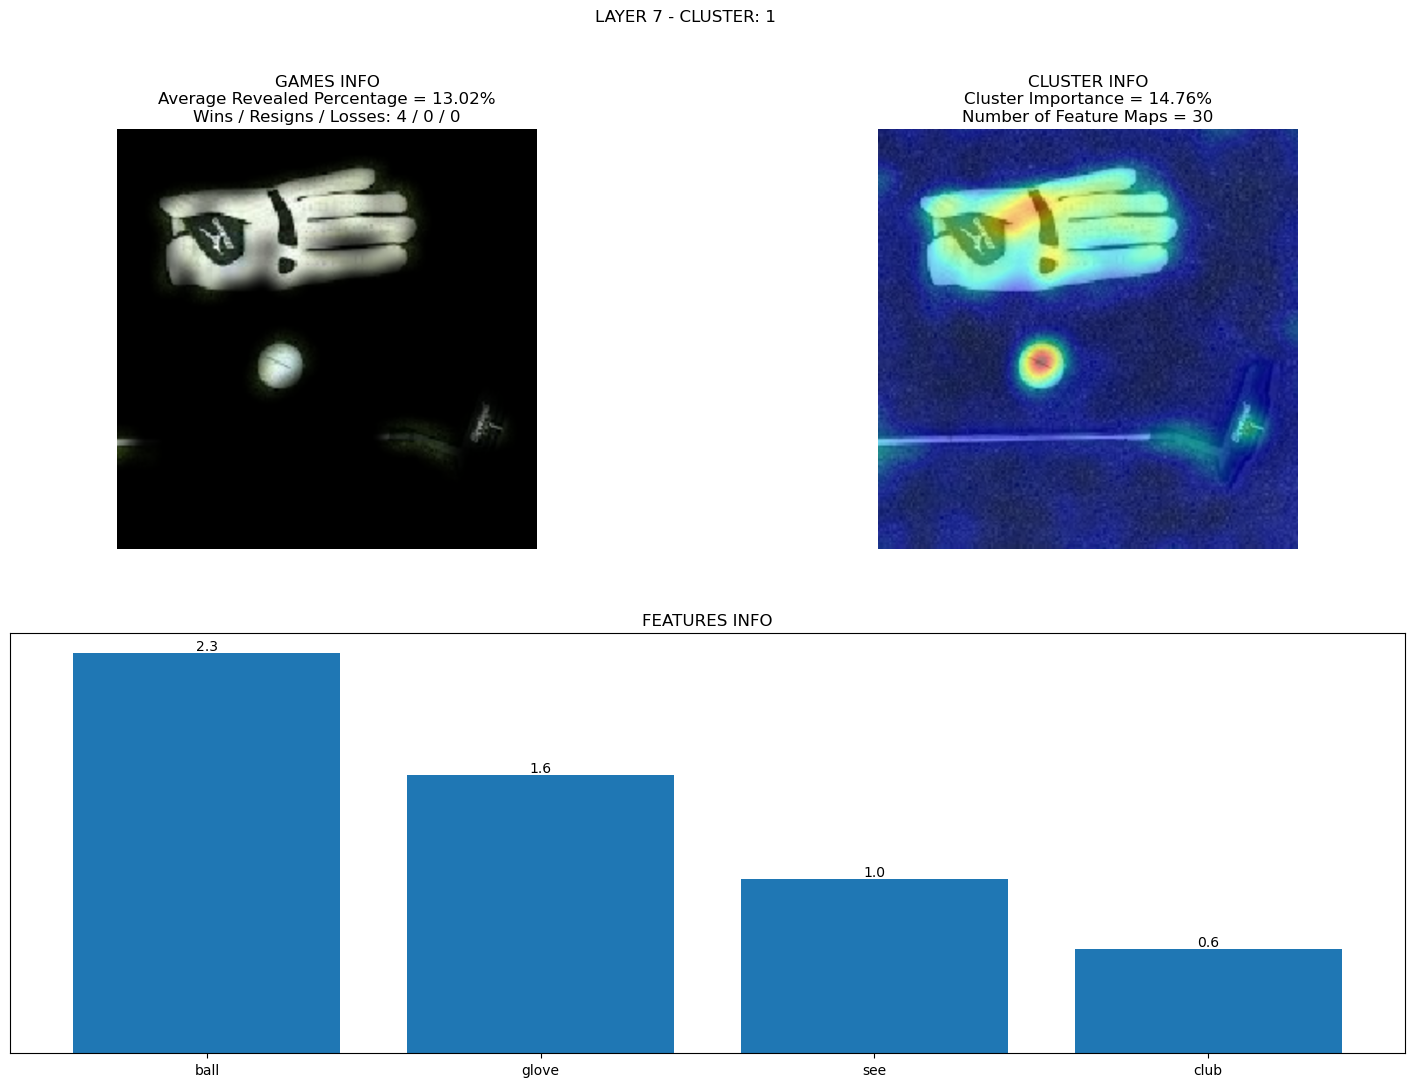 LAYER 7 - CLUSTER: 1
GAMES INFO
Average Revealed Percentage = 13.02%
Wins / Resigns / Losses: 4 / 0 / 0
CLUSTER INFO
Cluster Importance = 14.76%
Number of Feature Maps = 30
FEATURES INFO
2.3
1.6
1.0
0.6
ball
glove
see
club